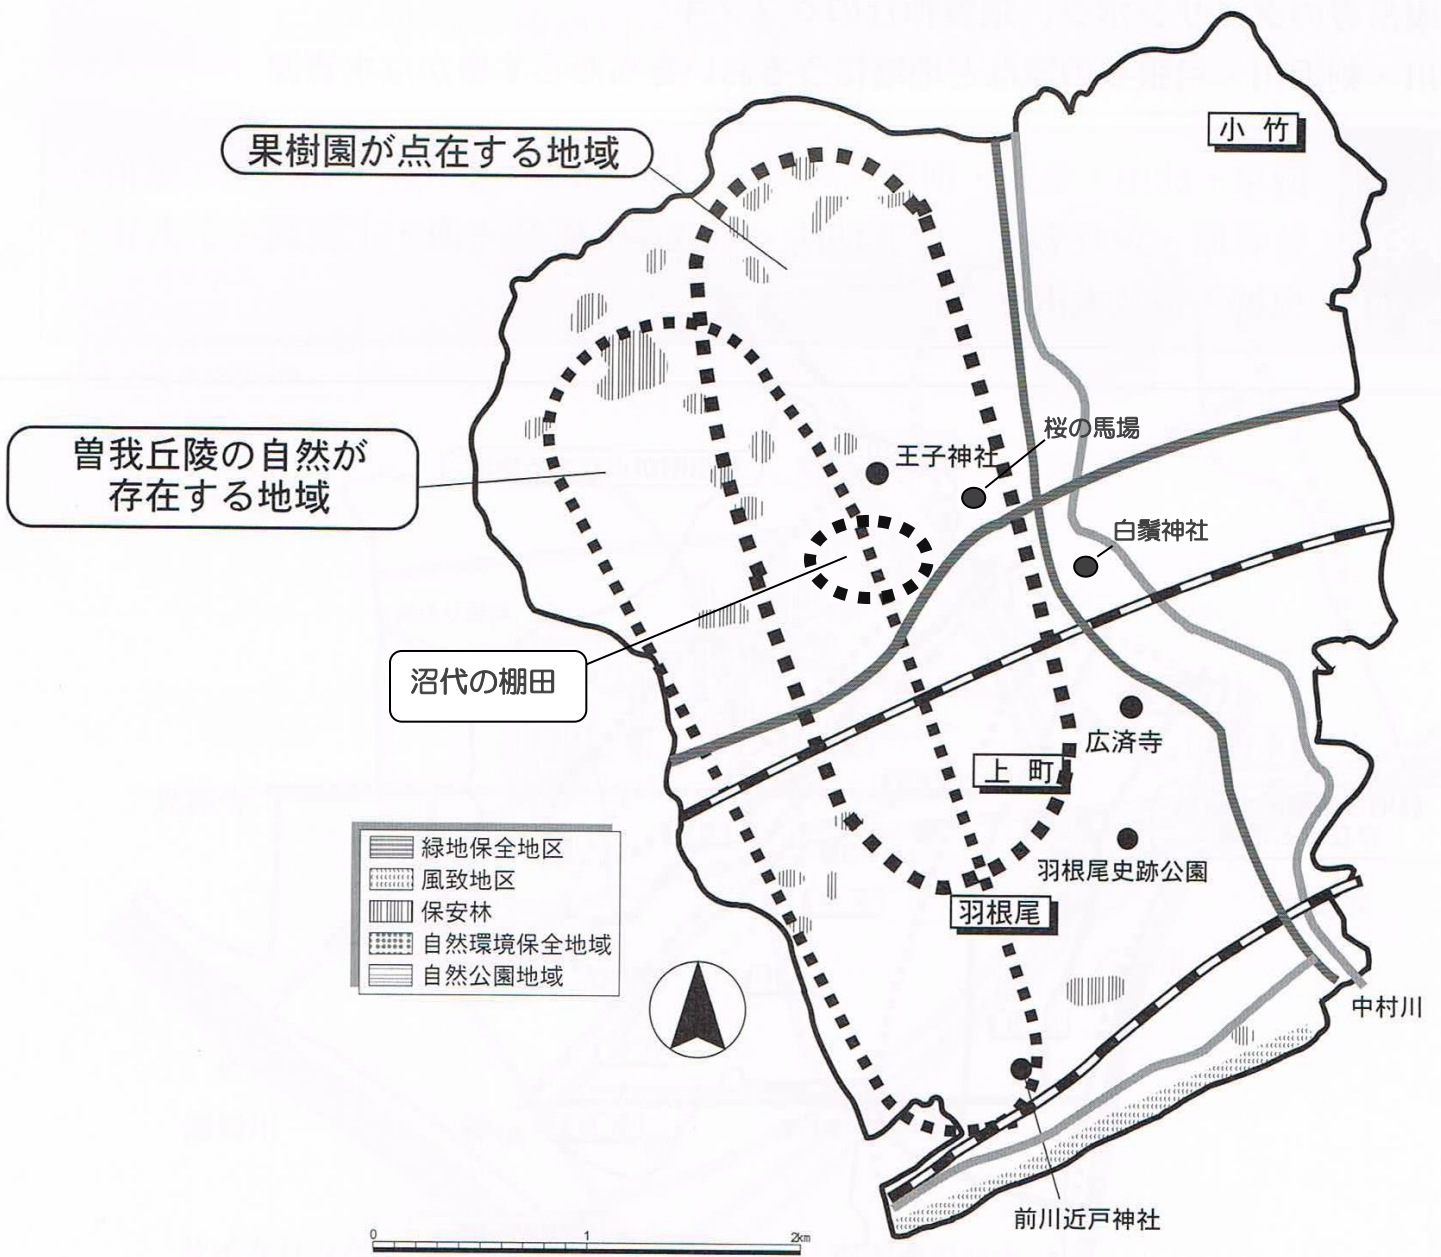 小 竹
果樹園が点在する地域
桜の馬場
王子神社
曽我丘陵の自然が
存在する地域
白鬚神社
沼代の棚田
広済寺
上 町
緑地保全地区
風致地区
保安林
自然環境保全地域
自然公園地域
羽根尾史跡公園
羽根尾
中村川
前川近戸神社
0 1 2km